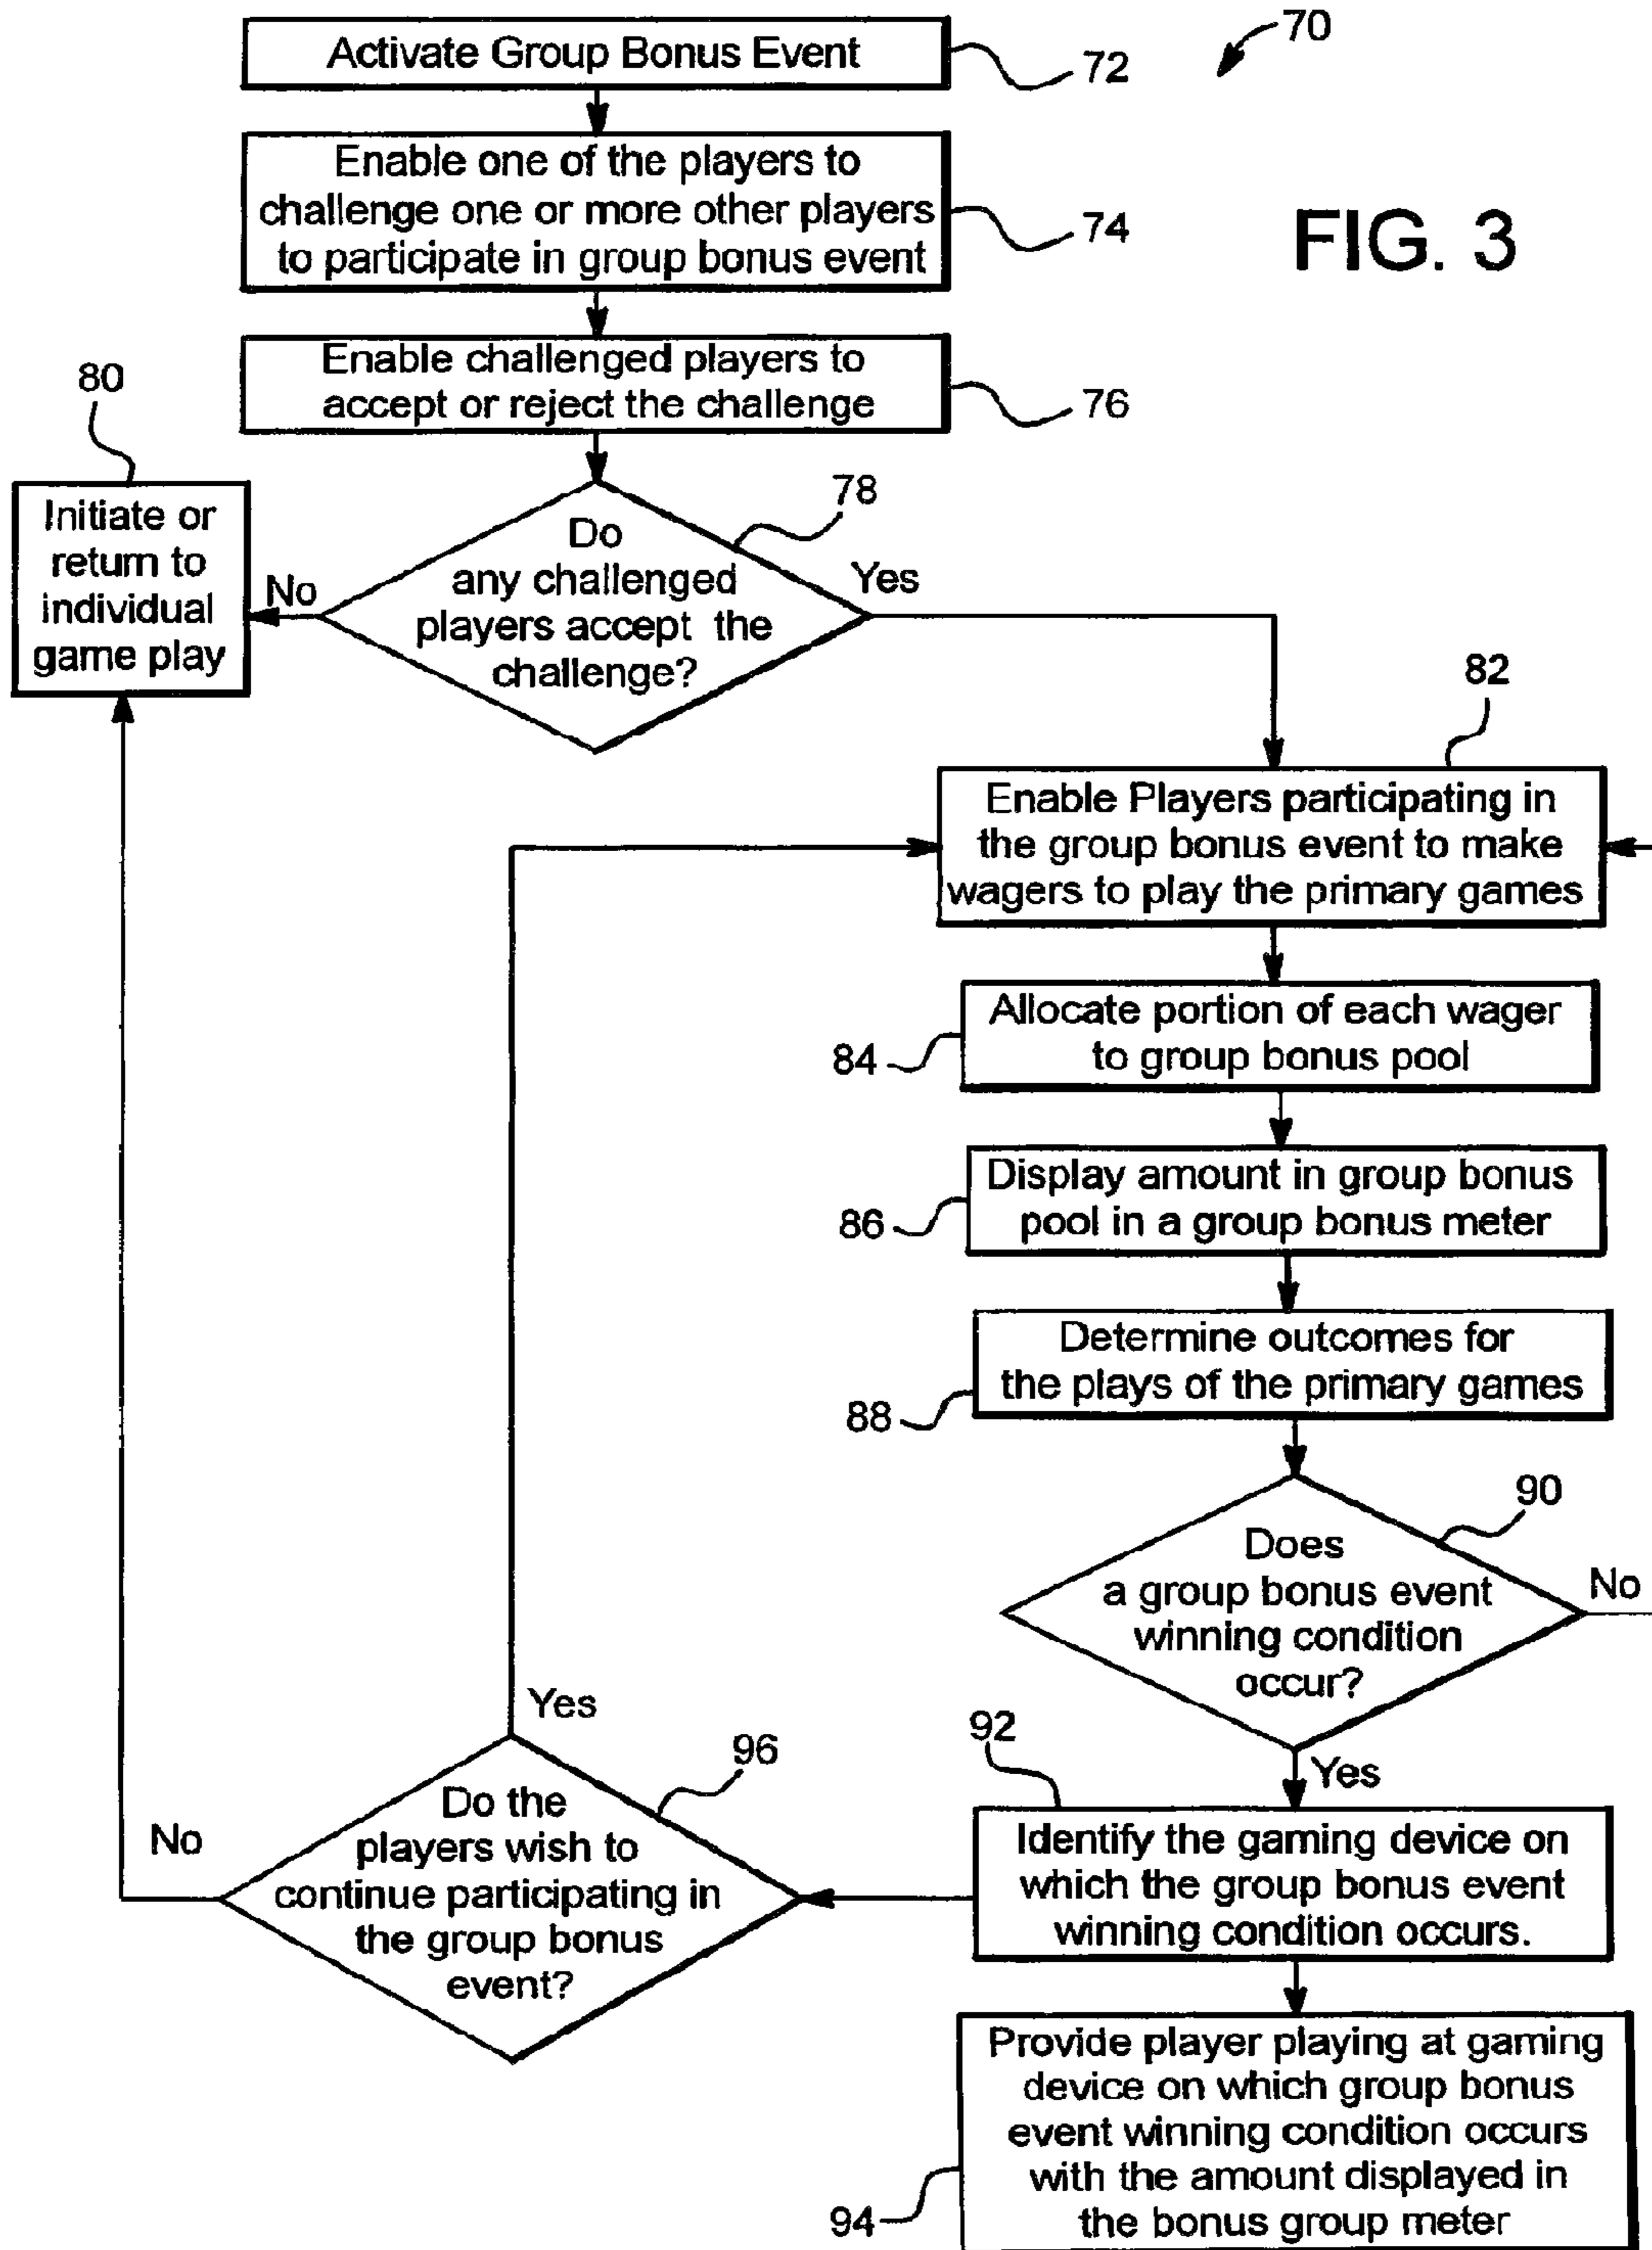 70
Activate Group Bonus Event
72
Enable one of the players to
challenge one or more other players
to participate in group bonus event
74
FIG. 3
Enable challenged players to
accept or reject the challenge
76
80
Initiate or
return to
individual
game play
No
78
Do
any challenged
players accept the
challenge?
Yes
82
Enable Players participating in
the group bonus event to make
wagers to play the primary games
Allocate portion of each wager
to group bonus pool
84
Display amount in group bonus
pool in a group bonus meter
86
Determine outcomes for
the plays of the primary games
88
90
Does
a group bonus event
winning condition
occur?
No
Yes
92
Identify the gaming device on
which the group bonus event
winning condition occurs.
Yes
96
Do the
players wish to
continue participating in
the group bonus
event?
No
Provide player playing at gaming
device on which group bonus
event winning condition occurs
with the amount displayed in
the bonus group meter
94